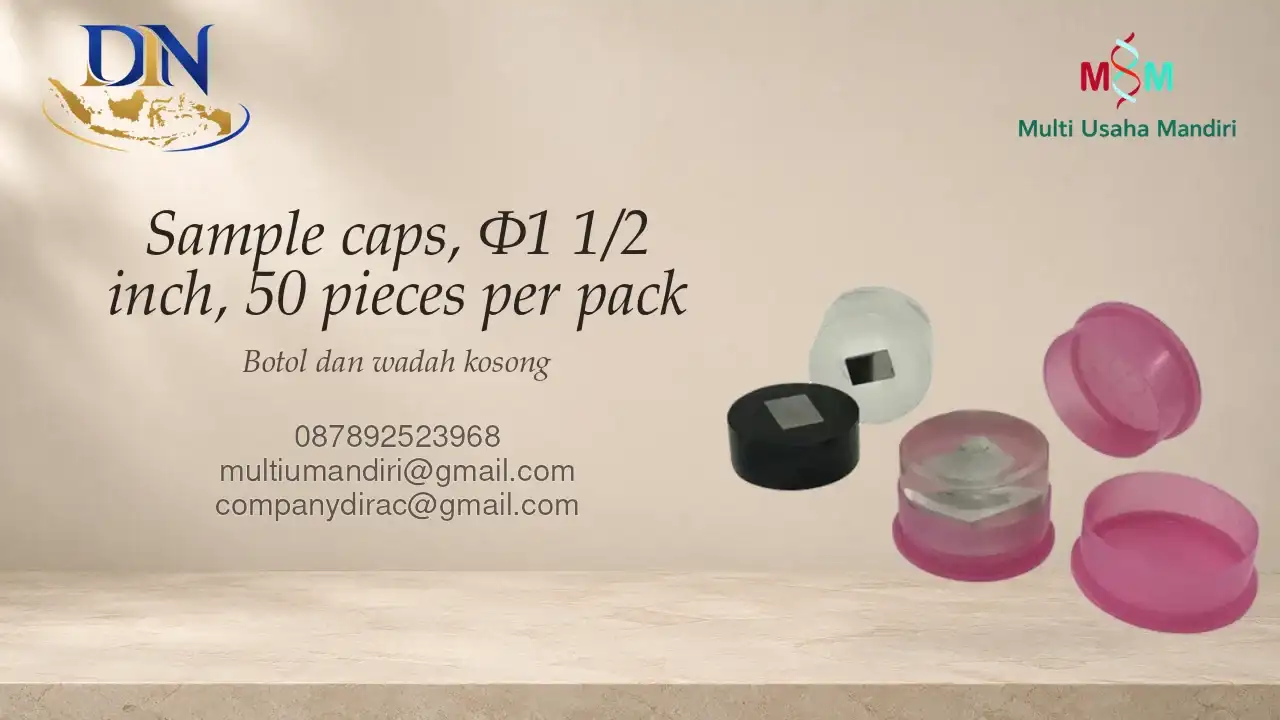 DN
M M
Multi Usaha Mandiri
Sample caps, Φ1 1/2
inch, 50 pieces per pack
Botol dan wadah kosong
087892523968
multiumandiri@gmail.com
companydirac@gmail.com